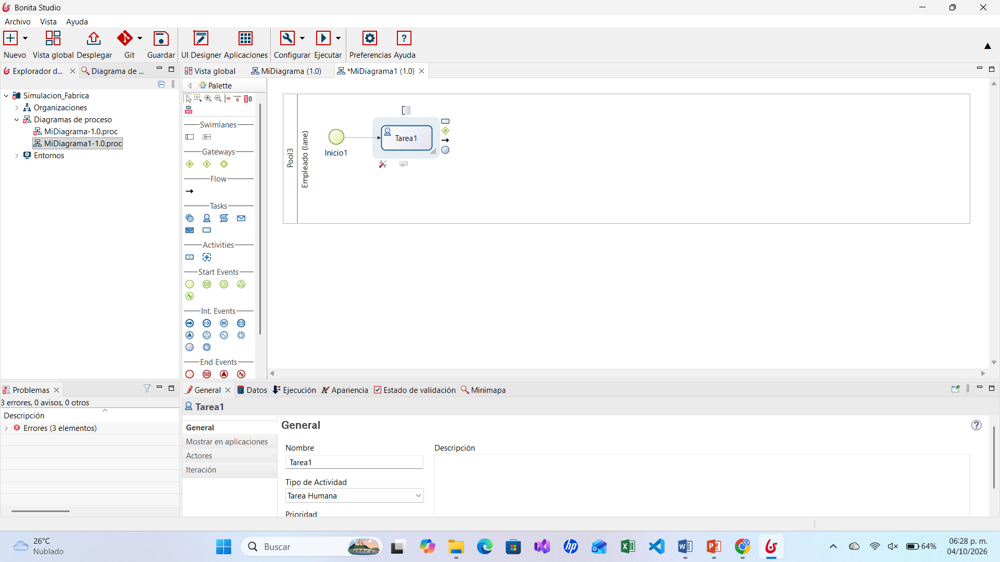 Bonita Studio
Archivo Vista Ayuda
Nuevo Vista global Desplegar Git Guardar UI Designer Aplicaciones Configurar Ejecutar Preferencias Ayuda
Explorador d... Diagrama de ...
Vista global MiDiagrama (1.0) *MiDiagrama1 (1.0)
Palette
Simulacion_Fabrica
Organizaciones
Diagramas de proceso
MiDiagrama-1.0.proc
MiDiagrama1-1.0.proc
Entornos
Swimlanes
Gateways
Flow
Tasks
Activities
Start Events
Int. Events
End Events
Pool3
Empleado (lane)
Inicio1
Tarea1
Problemas
3 errores, 0 avisos, 0 otros
Descripción
Errores (3 elementos)
General Datos Ejecución Apariencia Estado de validación Minimapa
Tarea1
General
Mostrar en aplicaciones
Actores
Iteración
General
Nombre
Tarea1
Tipo de Actividad
Tarea Humana
Prioridad
Descripción
26°C
Nublado
Buscar
64%
06:28 p. m.
04/10/2026